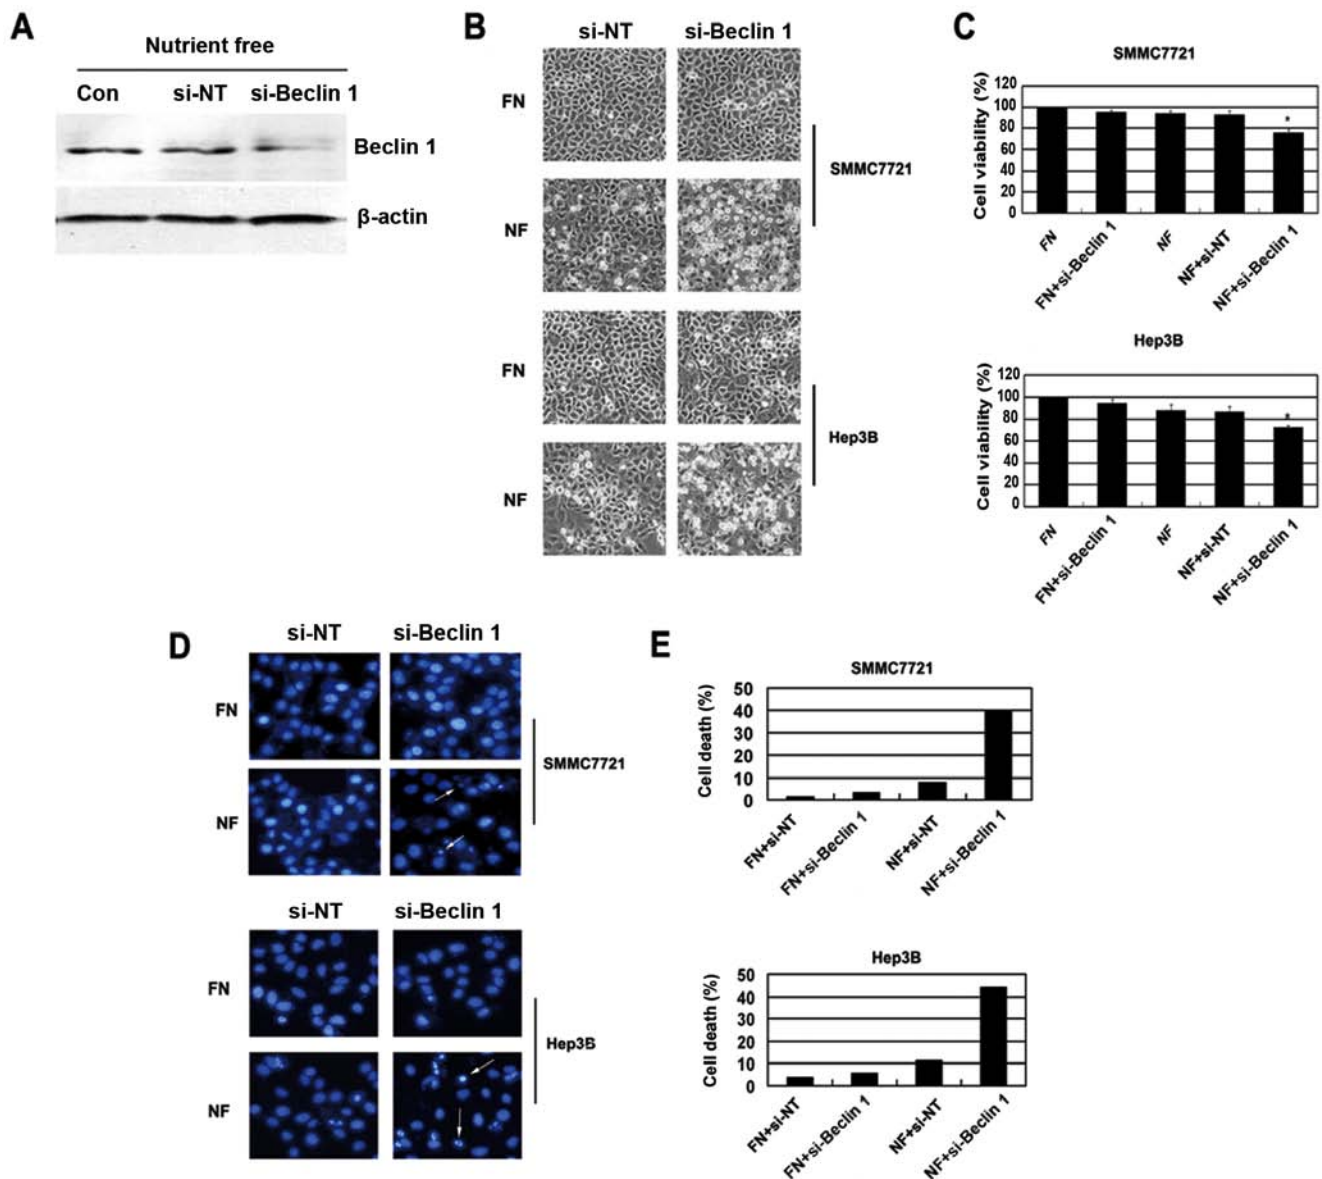 A
Nutrient free
Con si-NT si-Beclin 1
Beclin 1
β-actin
B
si-NT si-Beclin 1
FN
NF
SMMC7721
FN
NF
Hep3B
C
SMMC7721
Cell viability (%)
120
100
80
60
40
20
0
*
FN
FN+si-Beclin 1
NF
NF+si-NT
NF+si-Beclin 1
Hep3B
Cell viability (%)
120
100
80
60
40
20
0
*
FN
FN+si-Beclin 1
NF
NF+si-NT
NF+si-Beclin 1
D
si-NT si-Beclin 1
FN
NF
SMMC7721
si-NT si-Beclin 1
FN
NF
Hep3B
E
SMMC7721
Cell death (%)
50
40
30
20
10
0
FN+si-NT
FN+si-Beclin 1
NF+si-NT
NF+si-Beclin 1
Hep3B
Cell death (%)
50
40
30
20
10
0
FN+si-NT
FN+si-Beclin 1
NF+si-NT
NF+si-Beclin 1